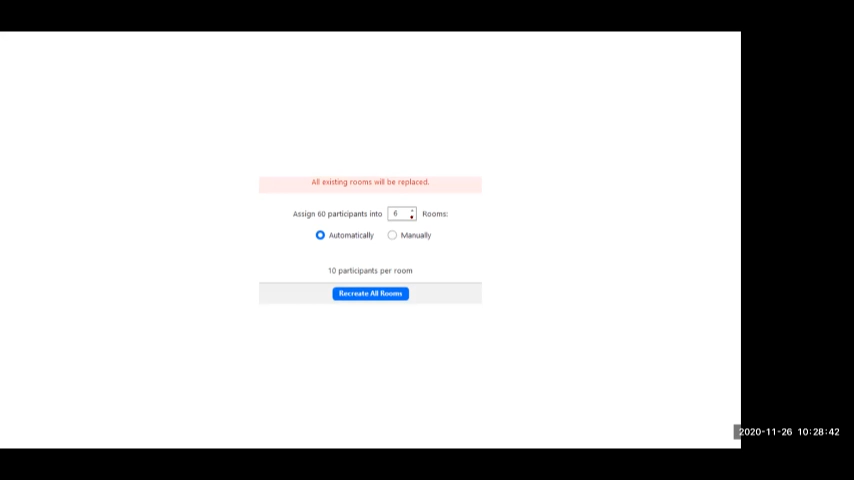 All existing rooms will be replaced.
Assign 60 participants into 6 Rooms:
Automatically Manually
10 participants per room
Recreate All Rooms
2020-11-26 10:28:42